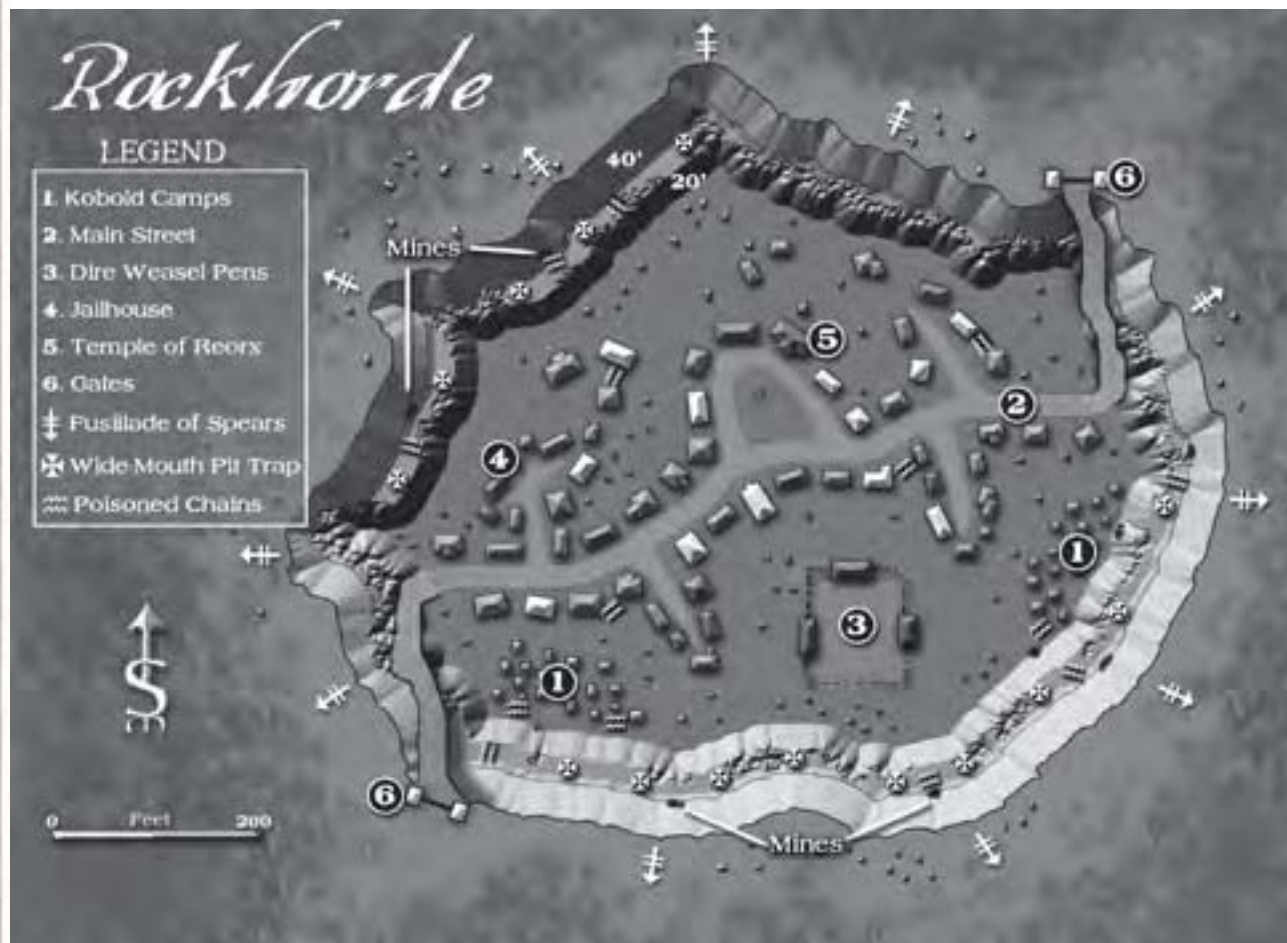 Rockhorde
LEGEND
1. Kobold Camps
2. Main Street
3. Dire Weasel Pens
4. Jailhouse
5. Temple of Reorx
6. Gates
Fusillade of Spears
Wide-Mouth Pit Trap
Poisoned Chains
40'
20'
6
Mines
5
2
4
1
3
1
S
6
0 Feet 200
Mines